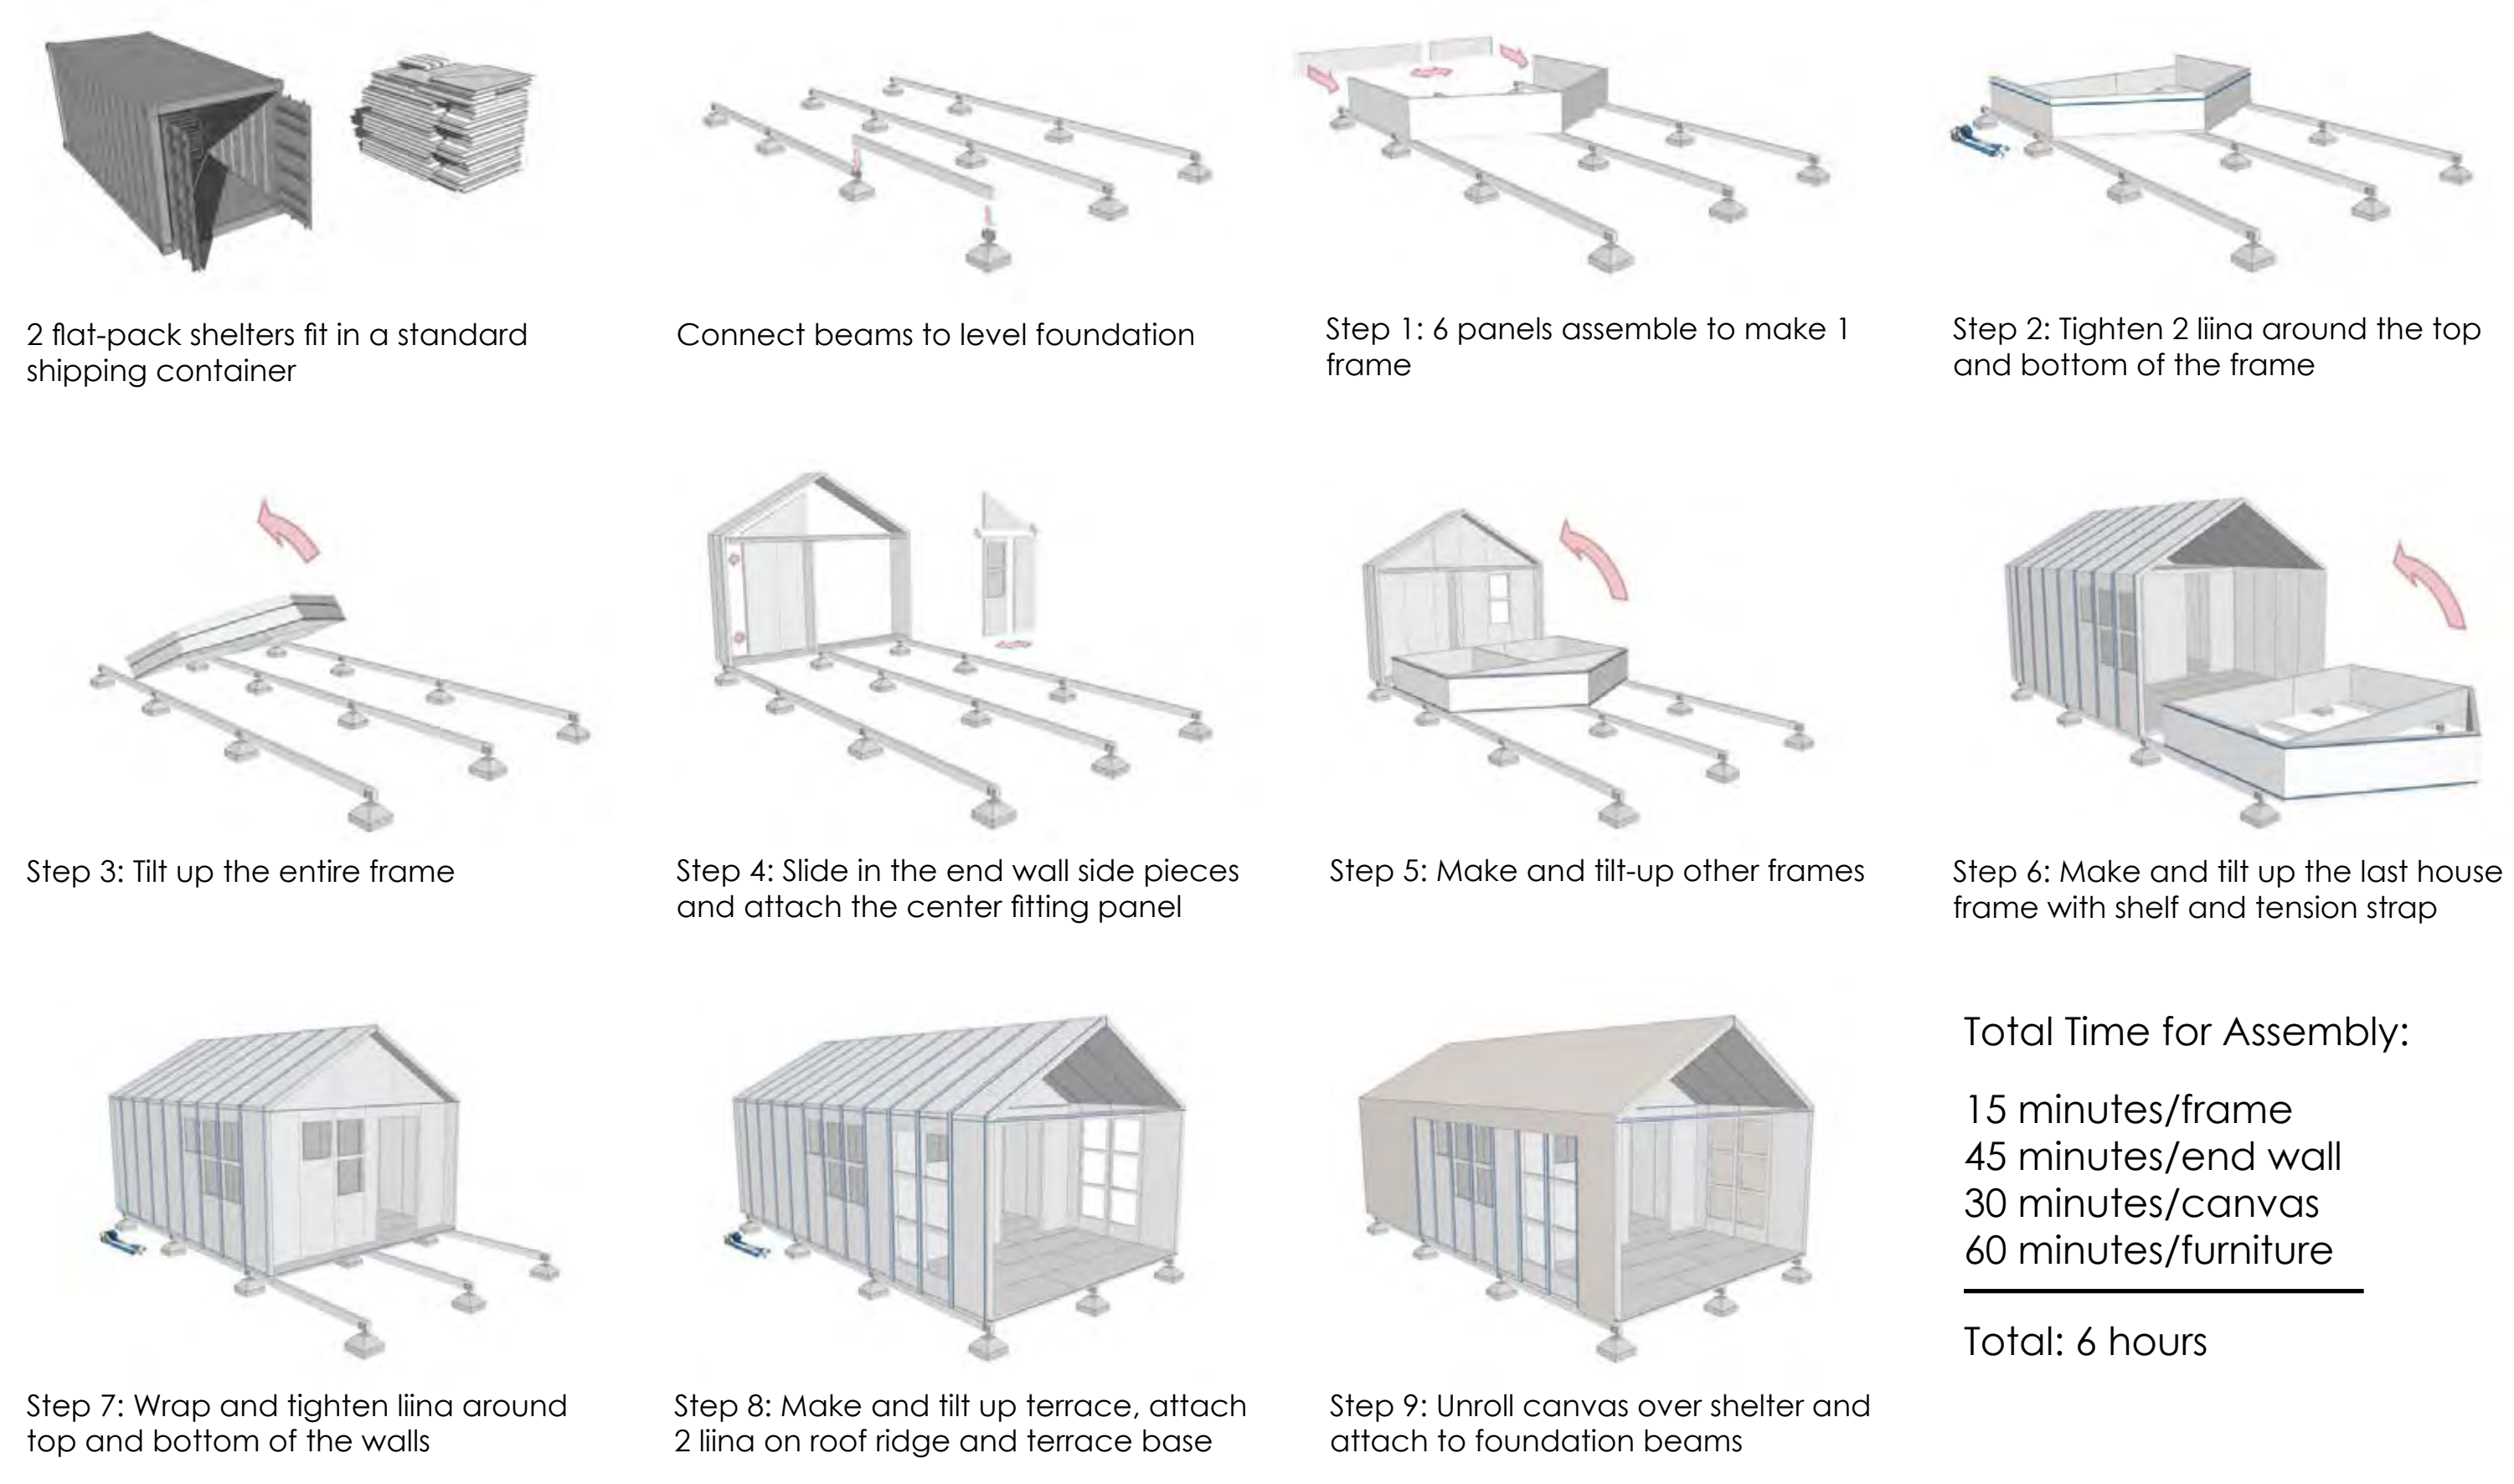 2 flat-pack shelters fit in a standard
shipping container
Connect beams to level foundation
Step 1: 6 panels assemble to make 1
frame
Step 2: Tighten 2 liina around the top
and bottom of the frame
Step 3: Tilt up the entire frame
Step 4: Slide in the end wall side pieces
and attach the center fitting panel
Step 5: Make and tilt-up other frames
Step 6: Make and tilt up the last house
frame with shelf and tension strap
Step 7: Wrap and tighten liina around
top and bottom of the walls
Step 8: Make and tilt up terrace, attach
2 liina on roof ridge and terrace base
Step 9: Unroll canvas over shelter and
attach to foundation beams
Total Time for Assembly:
15 minutes/frame
45 minutes/end wall
30 minutes/canvas
60 minutes/furniture
Total: 6 hours